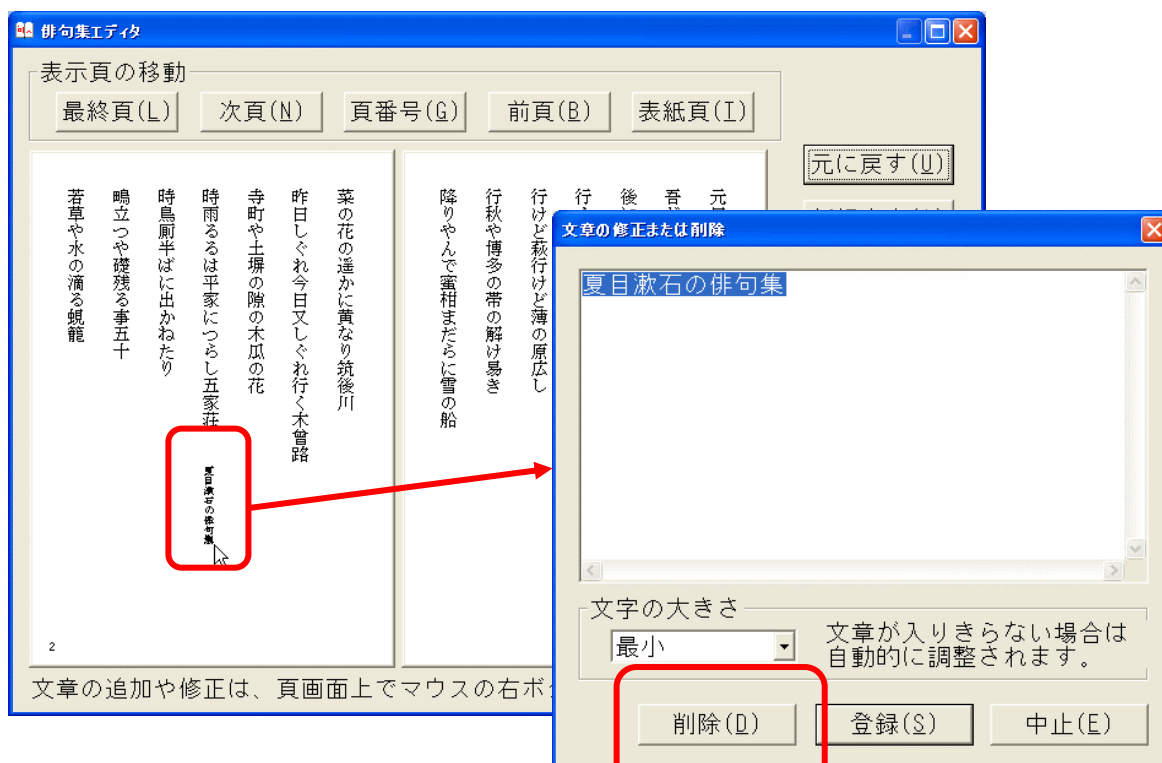 俳句集エディタ
表示頁の移動
最終頁(L) 次頁(N) 頁番号(G) 前頁(B) 表紙頁(I)
元に戻す(U)
元
吾
後
行
行けど萩行けど薄の原広し
行秋や博多の帯の解け易き
降りやんで蜜柑まだらに雪の船
菜の花の遥かに黄なり筑後川
昨日しぐれ今日又しぐれ行く木曾路
寺町や土塀の隙の木瓜の花
時雨るるは平家につらし五家荘
夏目漱石の俳句集
時鳥厠半ばに出かねたり
鴫立つや礎残る事五十
若草や水の滴る蜆籠
2
文章の追加や修正は、頁画面上でマウスの右ボ
文章の修正または削除
夏目漱石の俳句集
文字の大きさ
最小
文章が入りきらない場合は
自動的に調整されます。
削除(D) 登録(S) 中止(E)